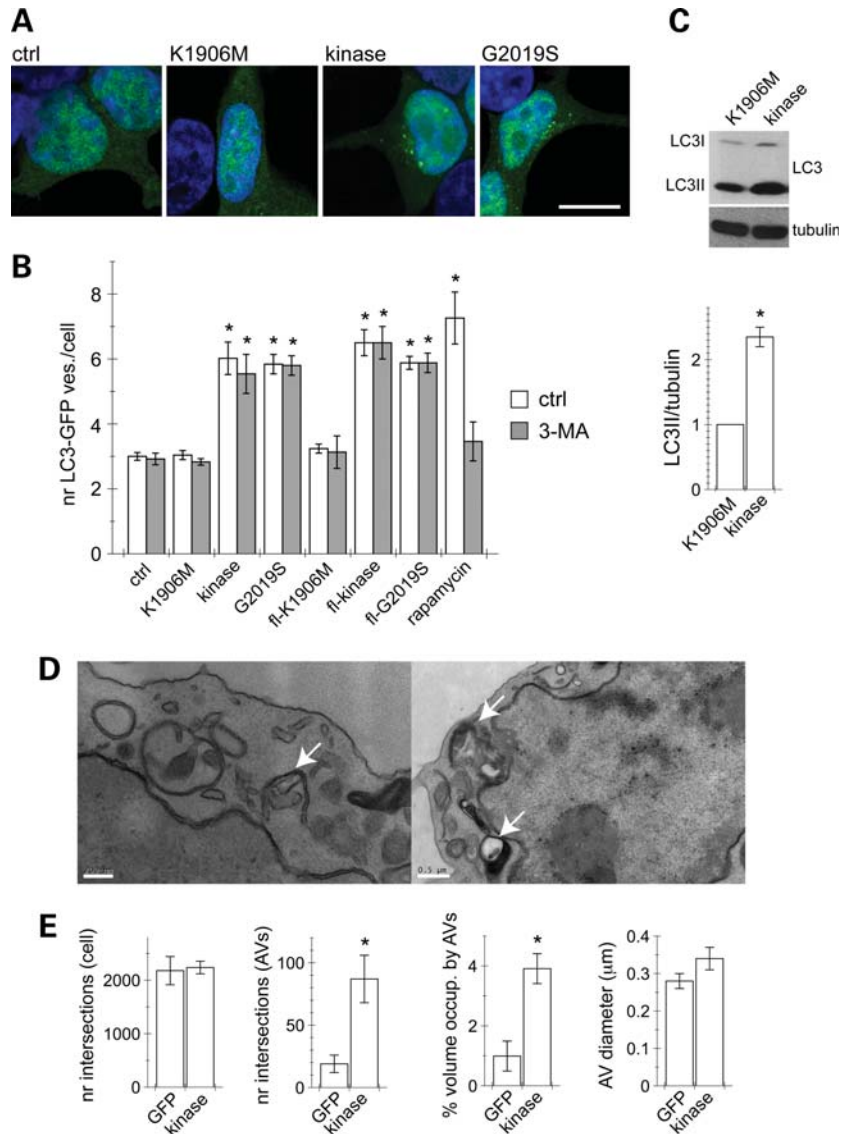 A
ctrl
K1906M
kinase
G2019S
C
K1906M
kinase
LC3I
LC3II
LC3
tubulin
B
nr LC3-GFP ves./cell
8
6
4
2
0
* * * * * * * * *
ctrl
3-MA
ctrl
K1906M
kinase
G2019S
fl-K1906M
fl-kinase
fl-G2019S
rapamycin
LC3II/tubulin
2
1
0
*
K1906M
kinase
D
0.5 µm
E
nr intersections (cell)
2000
1000
0
GFP
kinase
nr intersections (AVs)
100
50
0
*
GFP
kinase
% volume occup. by AVs
4
2
0
*
GFP
kinase
AV diameter (µm)
0.4
0.3
0.2
0.1
0
GFP
kinase